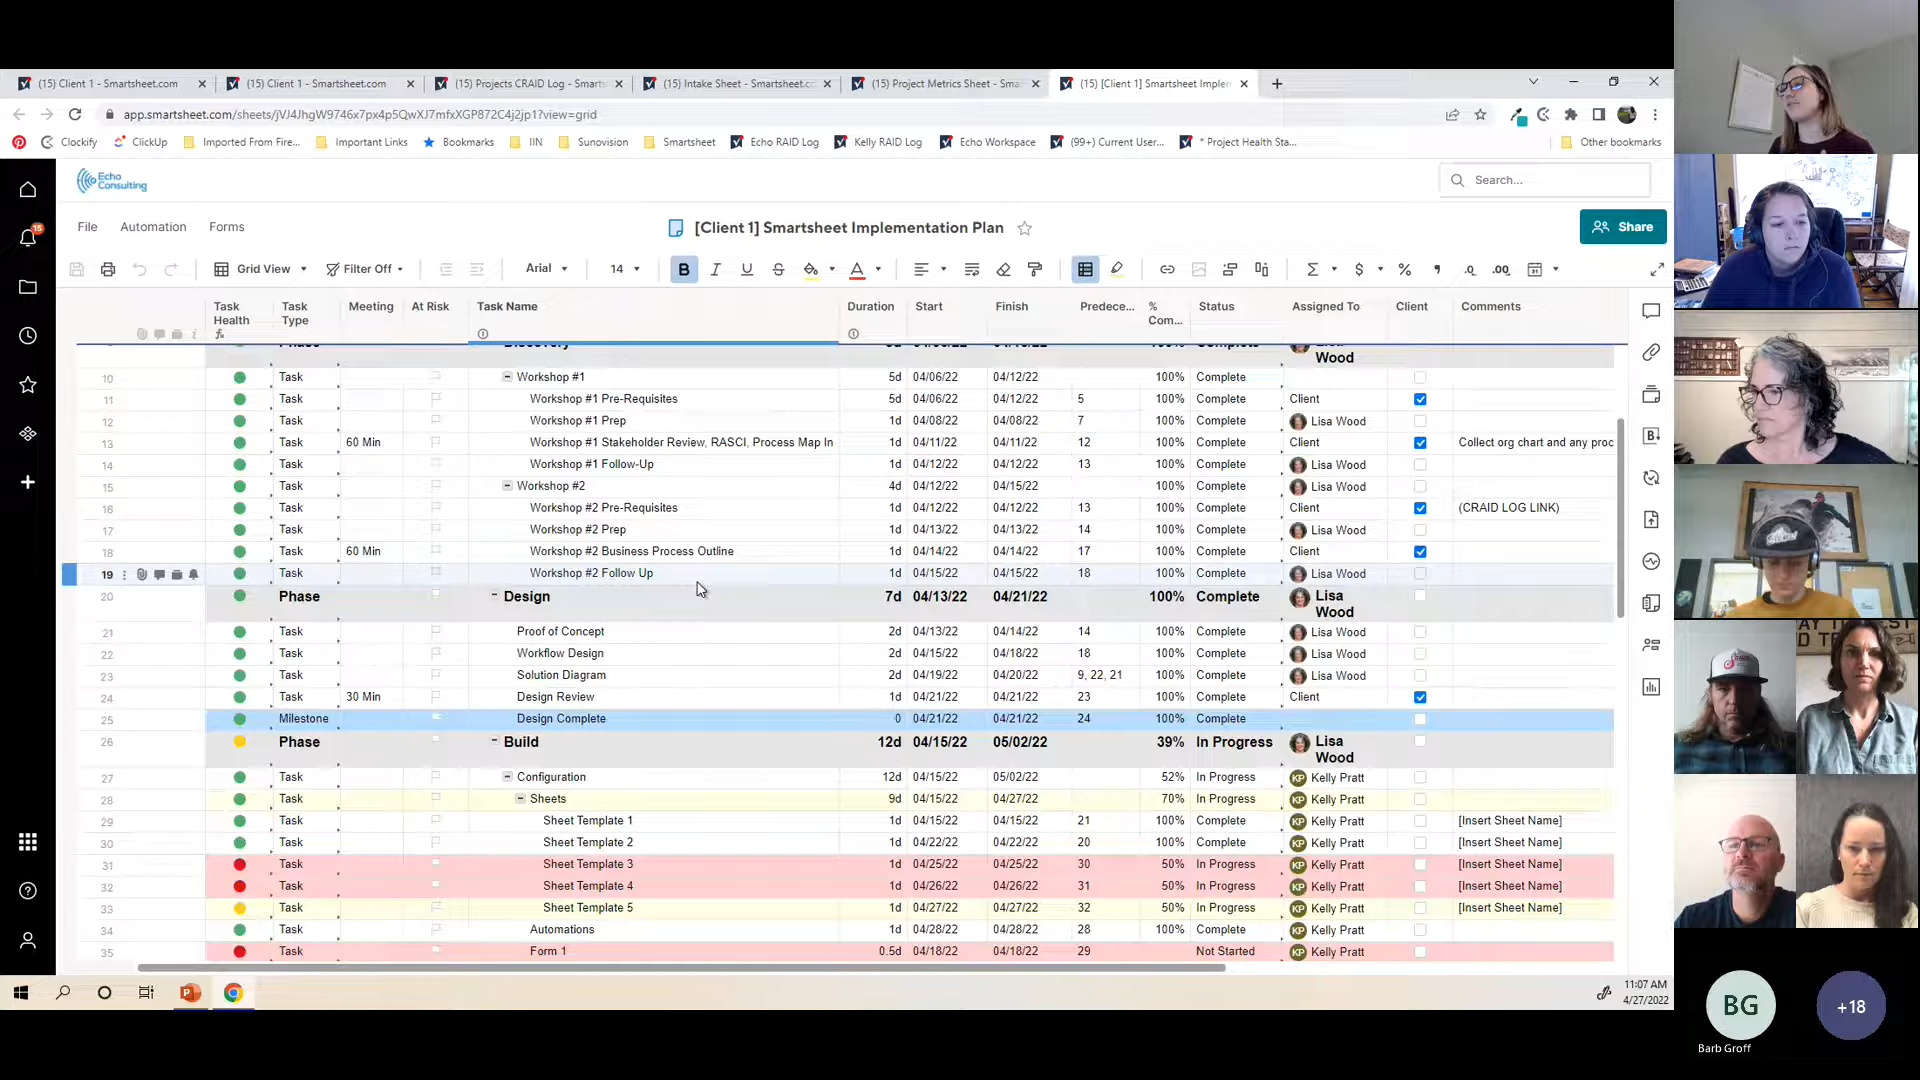 (15) Client 1 - Smartsheet.com
(15) Client 1 - Smartsheet.com
(15) Projects CRAID Log - Smarts
(15) Intake Sheet - Smartsheet.co
(15) Project Metrics Sheet - Sma
(15) [Client 1] Smartsheet Implem
app.smartsheet.com/sheets/jVJ4JhgW9746x7px4p5QwXJ7mfxXGP872C4j2jp1?view=grid
Clockify ClickUp Imported From Fire... Important Links Bookmarks IIN Sunovision Smartsheet Echo RAID Log Kelly RAID Log Echo Workspace (99+) Current User... * Project Health Sta... Other bookmarks
Echo Consulting
Search...
15
File Automation Forms
[Client 1] Smartsheet Implementation Plan
Share
Grid View Filter Off Arial 14 B I U S A Σ $ % .0 .00
Task Health Task Type Meeting At Risk Task Name Duration Start Finish Predece... % Com... Status Assigned To Client Comments
Wood
10 Task Workshop #1 5d 04/06/22 04/12/22 100% Complete
11 Task Workshop #1 Pre-Requisites 5d 04/06/22 04/12/22 5 100% Complete Client
12 Task Workshop #1 Prep 1d 04/08/22 04/08/22 7 100% Complete Lisa Wood
13 Task 60 Min Workshop #1 Stakeholder Review, RASCI, Process Map In 1d 04/11/22 04/11/22 12 100% Complete Client Collect org chart and any proc
14 Task Workshop #1 Follow-Up 1d 04/12/22 04/12/22 13 100% Complete Lisa Wood
15 Task Workshop #2 4d 04/12/22 04/15/22 100% Complete Lisa Wood
16 Task Workshop #2 Pre-Requisites 1d 04/12/22 04/12/22 13 100% Complete Client (CRAID LOG LINK)
17 Task Workshop #2 Prep 1d 04/13/22 04/13/22 14 100% Complete Lisa Wood
18 Task 60 Min Workshop #2 Business Process Outline 1d 04/14/22 04/14/22 17 100% Complete Client
19 Task Workshop #2 Follow Up 1d 04/15/22 04/15/22 18 100% Complete Lisa Wood
20 Phase Design 7d 04/13/22 04/21/22 100% Complete Lisa Wood
21 Task Proof of Concept 2d 04/13/22 04/14/22 14 100% Complete Lisa Wood
22 Task Workflow Design 2d 04/15/22 04/18/22 18 100% Complete Lisa Wood
23 Task Solution Diagram 2d 04/19/22 04/20/22 9, 22, 21 100% Complete Lisa Wood
24 Task 30 Min Design Review 1d 04/21/22 04/21/22 23 100% Complete Client
25 Milestone Design Complete 0 04/21/22 04/21/22 24 100% Complete
26 Phase Build 12d 04/15/22 05/02/22 39% In Progress Lisa Wood
27 Task Configuration 12d 04/15/22 05/02/22 52% In Progress KP Kelly Pratt
28 Task Sheets 9d 04/15/22 04/27/22 70% In Progress KP Kelly Pratt
29 Task Sheet Template 1 1d 04/15/22 04/15/22 21 100% Complete KP Kelly Pratt [Insert Sheet Name]
30 Task Sheet Template 2 1d 04/22/22 04/22/22 20 100% Complete KP Kelly Pratt [Insert Sheet Name]
31 Task Sheet Template 3 1d 04/25/22 04/25/22 30 50% In Progress KP Kelly Pratt [Insert Sheet Name]
32 Task Sheet Template 4 1d 04/26/22 04/26/22 31 50% In Progress KP Kelly Pratt [Insert Sheet Name]
33 Task Sheet Template 5 1d 04/27/22 04/27/22 32 50% In Progress KP Kelly Pratt [Insert Sheet Name]
34 Task Automations 1d 04/28/22 04/28/22 28 100% Complete KP Kelly Pratt
35 Task Form 1 0.5d 04/18/22 04/18/22 29 Not Started KP Kelly Pratt
11:07 AM
4/27/2022
BG
+18
Barb Groff